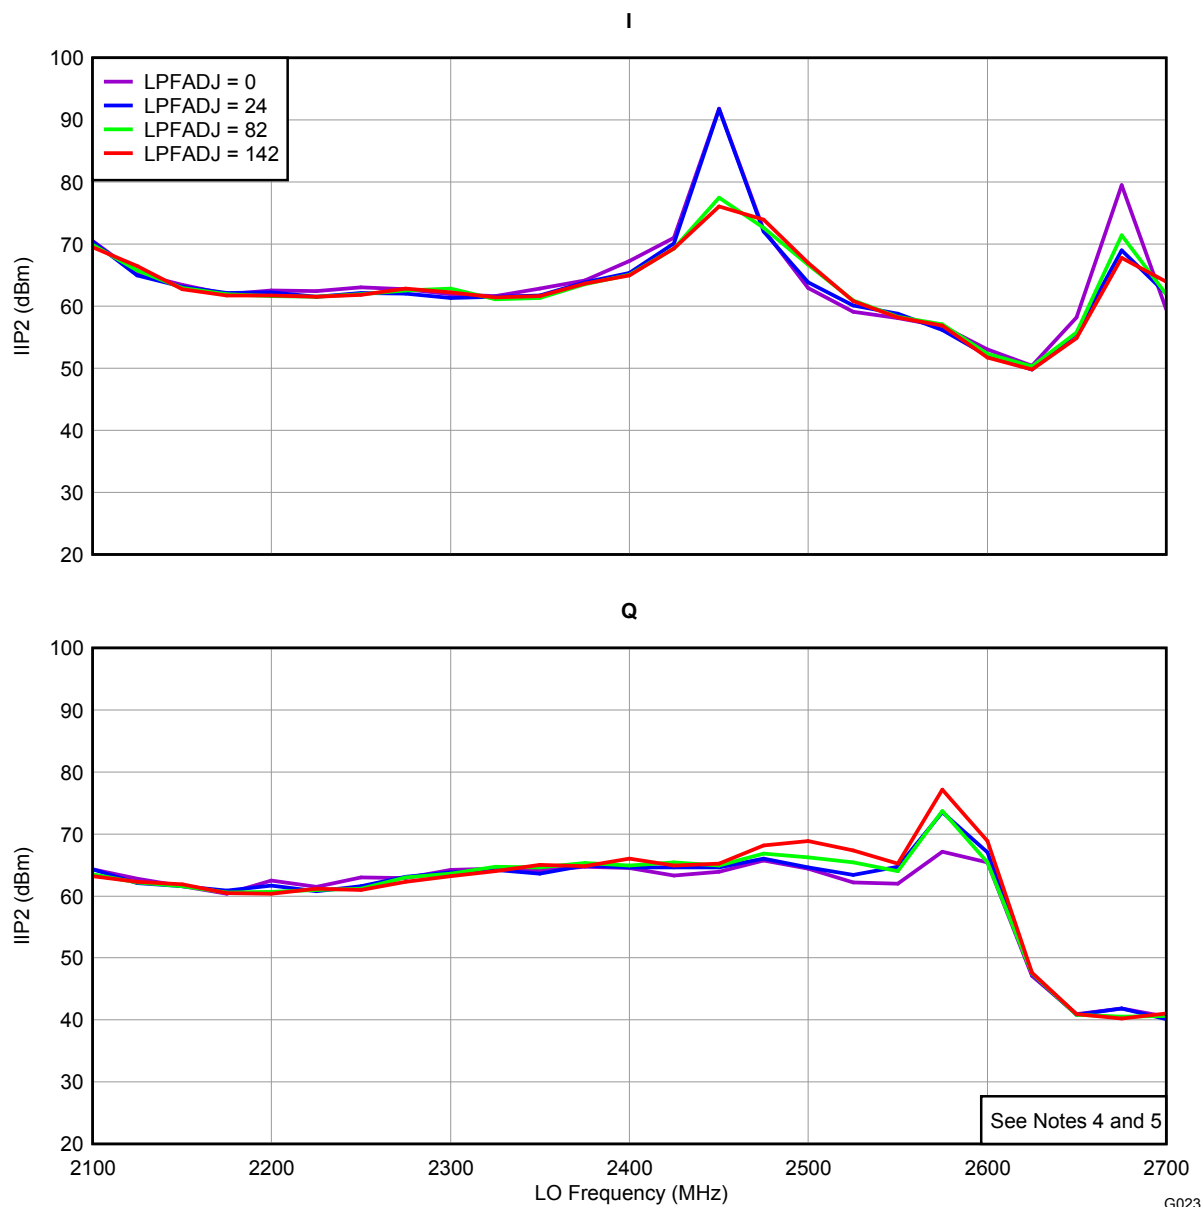 I
100
90
80
70
60
50
40
30
20
IIP2 (dBm)
LPFADJ = 0
LPFADJ = 24
LPFADJ = 82
LPFADJ = 142
Q
100
90
80
70
60
50
40
30
20
IIP2 (dBm)
See Notes 4 and 5
2100 2200 2300 2400 2500 2600 2700
LO Frequency (MHz)
G023